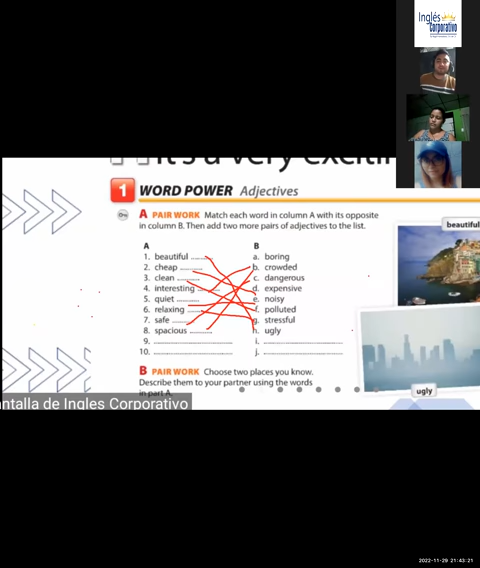 Inglés
Corporativo
It's a very exciti
1 WORD POWER Adjectives
A PAIR WORK Match each word in column A with its opposite
in column B. Then add two more pairs of adjectives to the list.
A B
1. beautiful a. boring
2. cheap b. crowded
3. clean c. dangerous
4. interesting d. expensive
5. quiet e. noisy
6. relaxing f. polluted
7. safe g. stressful
8. spacious h. ugly
9. i.
10. j.
B PAIR WORK Choose two places you know.
Describe them to your partner using the words
in part A.
beautiful
ugly
antalla de Ingles Corporativo
2022-11-29 21:43:21